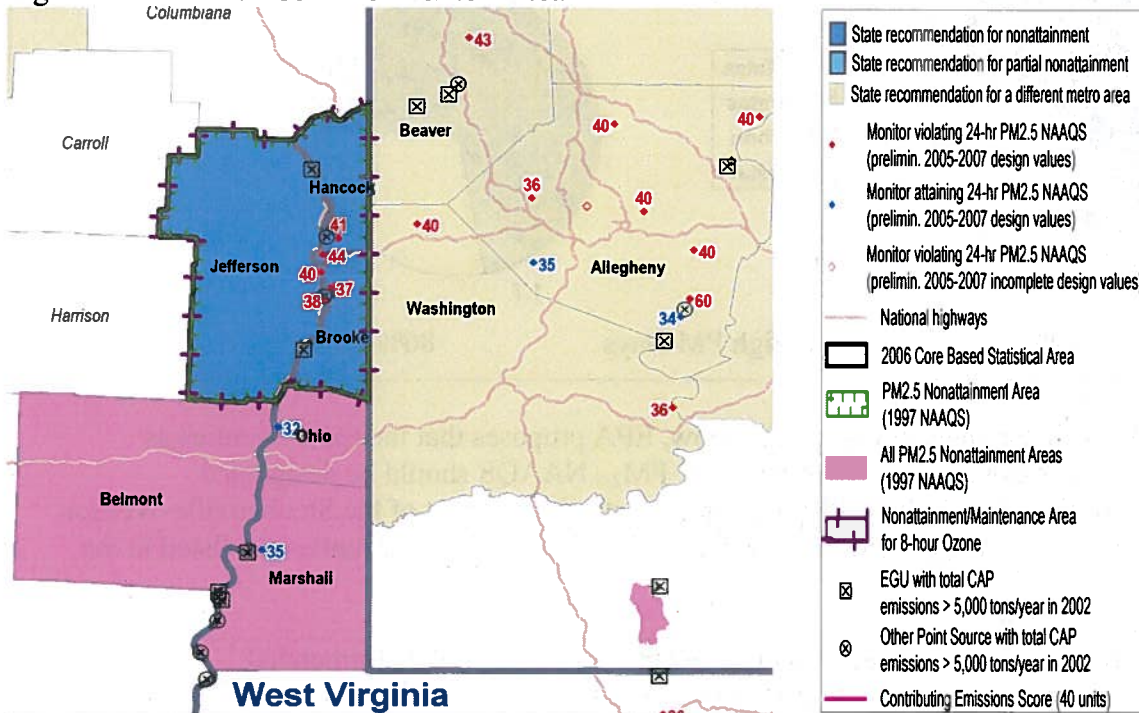 Columbiana
43
Beaver
Carroll
40
40
Hancock
36
40
41
40
44
40
Jefferson
40
35
Allegheny
37
38
60
Harrison
Washington
34
Brooke
36
32
Ohio
Belmont
35
Marshall
West Virginia
State recommendation for nonattainment
State recommendation for partial nonattainment
State recommendation for a different metro area
Monitor violating 24-hr PM2.5 NAAQS
(prelimin. 2005-2007 design values)
Monitor attaining 24-hr PM2.5 NAAQS
(prelimin. 2005-2007 design values)
Monitor violating 24-hr PM2.5 NAAQS
(prelimin. 2005-2007 incomplete design values
National highways
2006 Core Based Statistical Area
PM2.5 Nonattainment Area
(1997 NAAQS)
All PM2.5 Nonattainment Areas
(1997 NAAQS)
Nonattainment/Maintenance Area
for 8-hour Ozone
EGU with total CAP
emissions > 5,000 tons/year in 2002
Other Point Source with total CAP
emissions > 5,000 tons/year in 2002
Contributing Emissions Score (40 units)